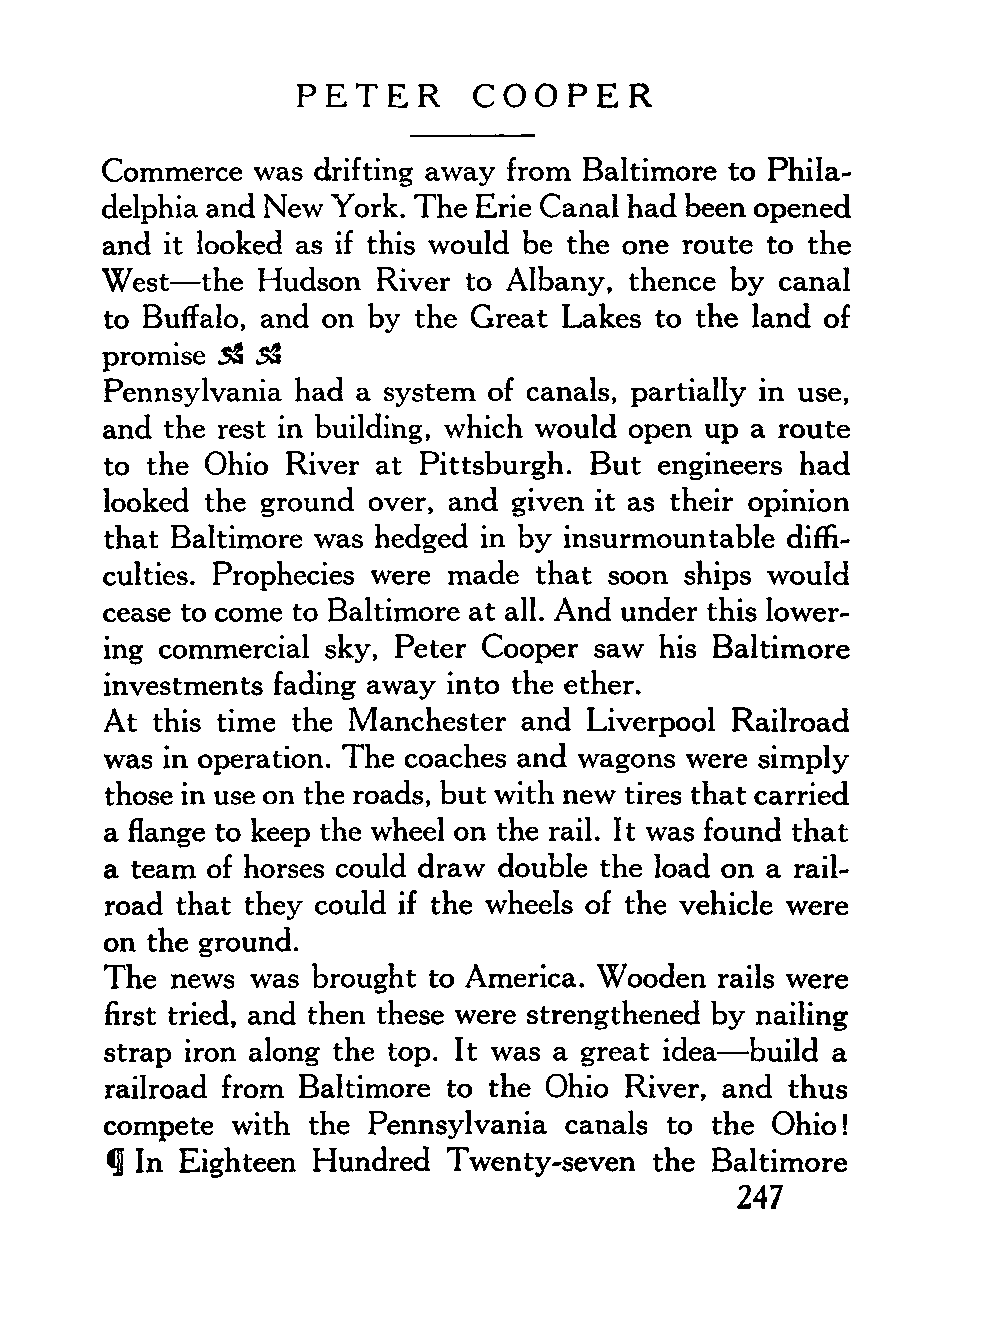 PETER COOPER
Commerce was drifting away from Baltimore to Phila-
delphia and New York. The Erie Canal had been opened
and it looked as if this would be the one route to the
West—the Hudson River to Albany, thence by canal
to Buffalo, and on by the Great Lakes to the land of
promise
Pennsylvania had a system of canals, partially in use,
and the rest in building, which would open up a route
to the Ohio River at Pittsburgh. But engineers had
looked the ground over, and given it as their opinion
that Baltimore was hedged in by insurmountable diffi-
culties. Prophecies were made that soon ships would
cease to come to Baltimore at all. And under this lower-
ing commercial sky, Peter Cooper saw his Baltimore
investments fading away into the ether.
At this time the Manchester and Liverpool Railroad
was in operation. The coaches and wagons were simply
those in use on the roads, but with new tires that carried
a flange to keep the wheel on the rail. It was found that
a team of horses could draw double the load on a rail-
road that they could if the wheels of the vehicle were
on the ground.
The news was brought to America. Wooden rails were
first tried, and then these were strengthened by nailing
strap iron along the top. It was a great idea—build a
railroad from Baltimore to the Ohio River, and thus
compete with the Pennsylvania canals to the Ohio!
¶ In Eighteen Hundred Twenty-seven the Baltimore
247